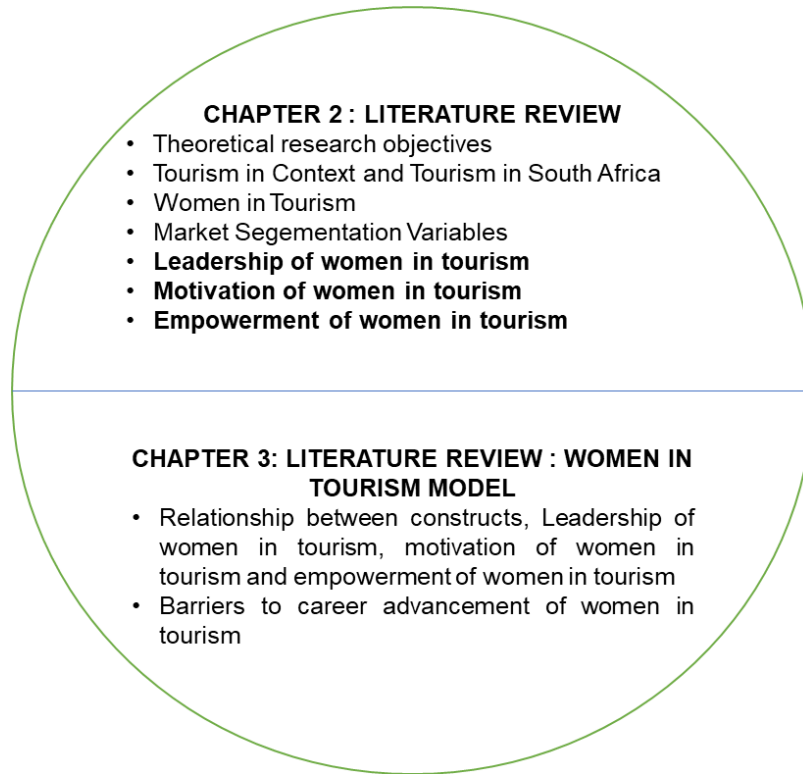 CHAPTER 2 : LITERATURE REVIEW
• Theoretical research objectives
• Tourism in Context and Tourism in South Africa
• Women in Tourism
• Market Segementation Variables
• Leadership of women in tourism
• Motivation of women in tourism
• Empowerment of women in tourism
CHAPTER 3: LITERATURE REVIEW : WOMEN IN
TOURISM MODEL
• Relationship between constructs, Leadership of
women in tourism, motivation of women in
tourism and empowerment of women in tourism
• Barriers to career advancement of women in
tourism